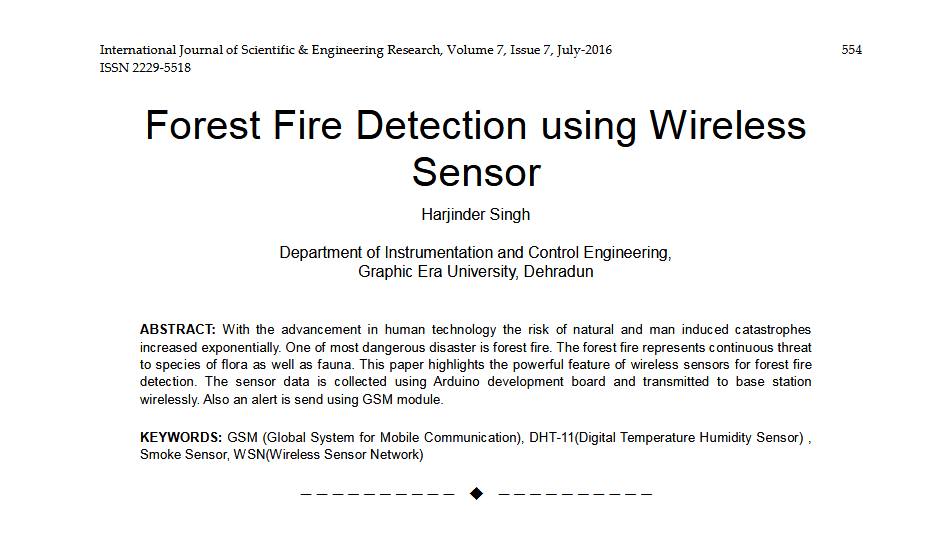 International Journal of Scientific & Engineering Research, Volume 7, Issue 7, July-2016 554
ISSN 2229-5518
Forest Fire Detection using Wireless
Sensor
Harjinder Singh
Department of Instrumentation and Control Engineering,
Graphic Era University, Dehradun
ABSTRACT: With the advancement in human technology the risk of natural and man induced catastrophes
increased exponentially. One of most dangerous disaster is forest fire. The forest fire represents continuous threat
to species of flora as well as fauna. This paper highlights the powerful feature of wireless sensors for forest fire
detection. The sensor data is collected using Arduino development board and transmitted to base station
wirelessly. Also an alert is send using GSM module.
KEYWORDS: GSM (Global System for Mobile Communication), DHT-11(Digital Temperature Humidity Sensor) ,
Smoke Sensor, WSN(Wireless Sensor Network)